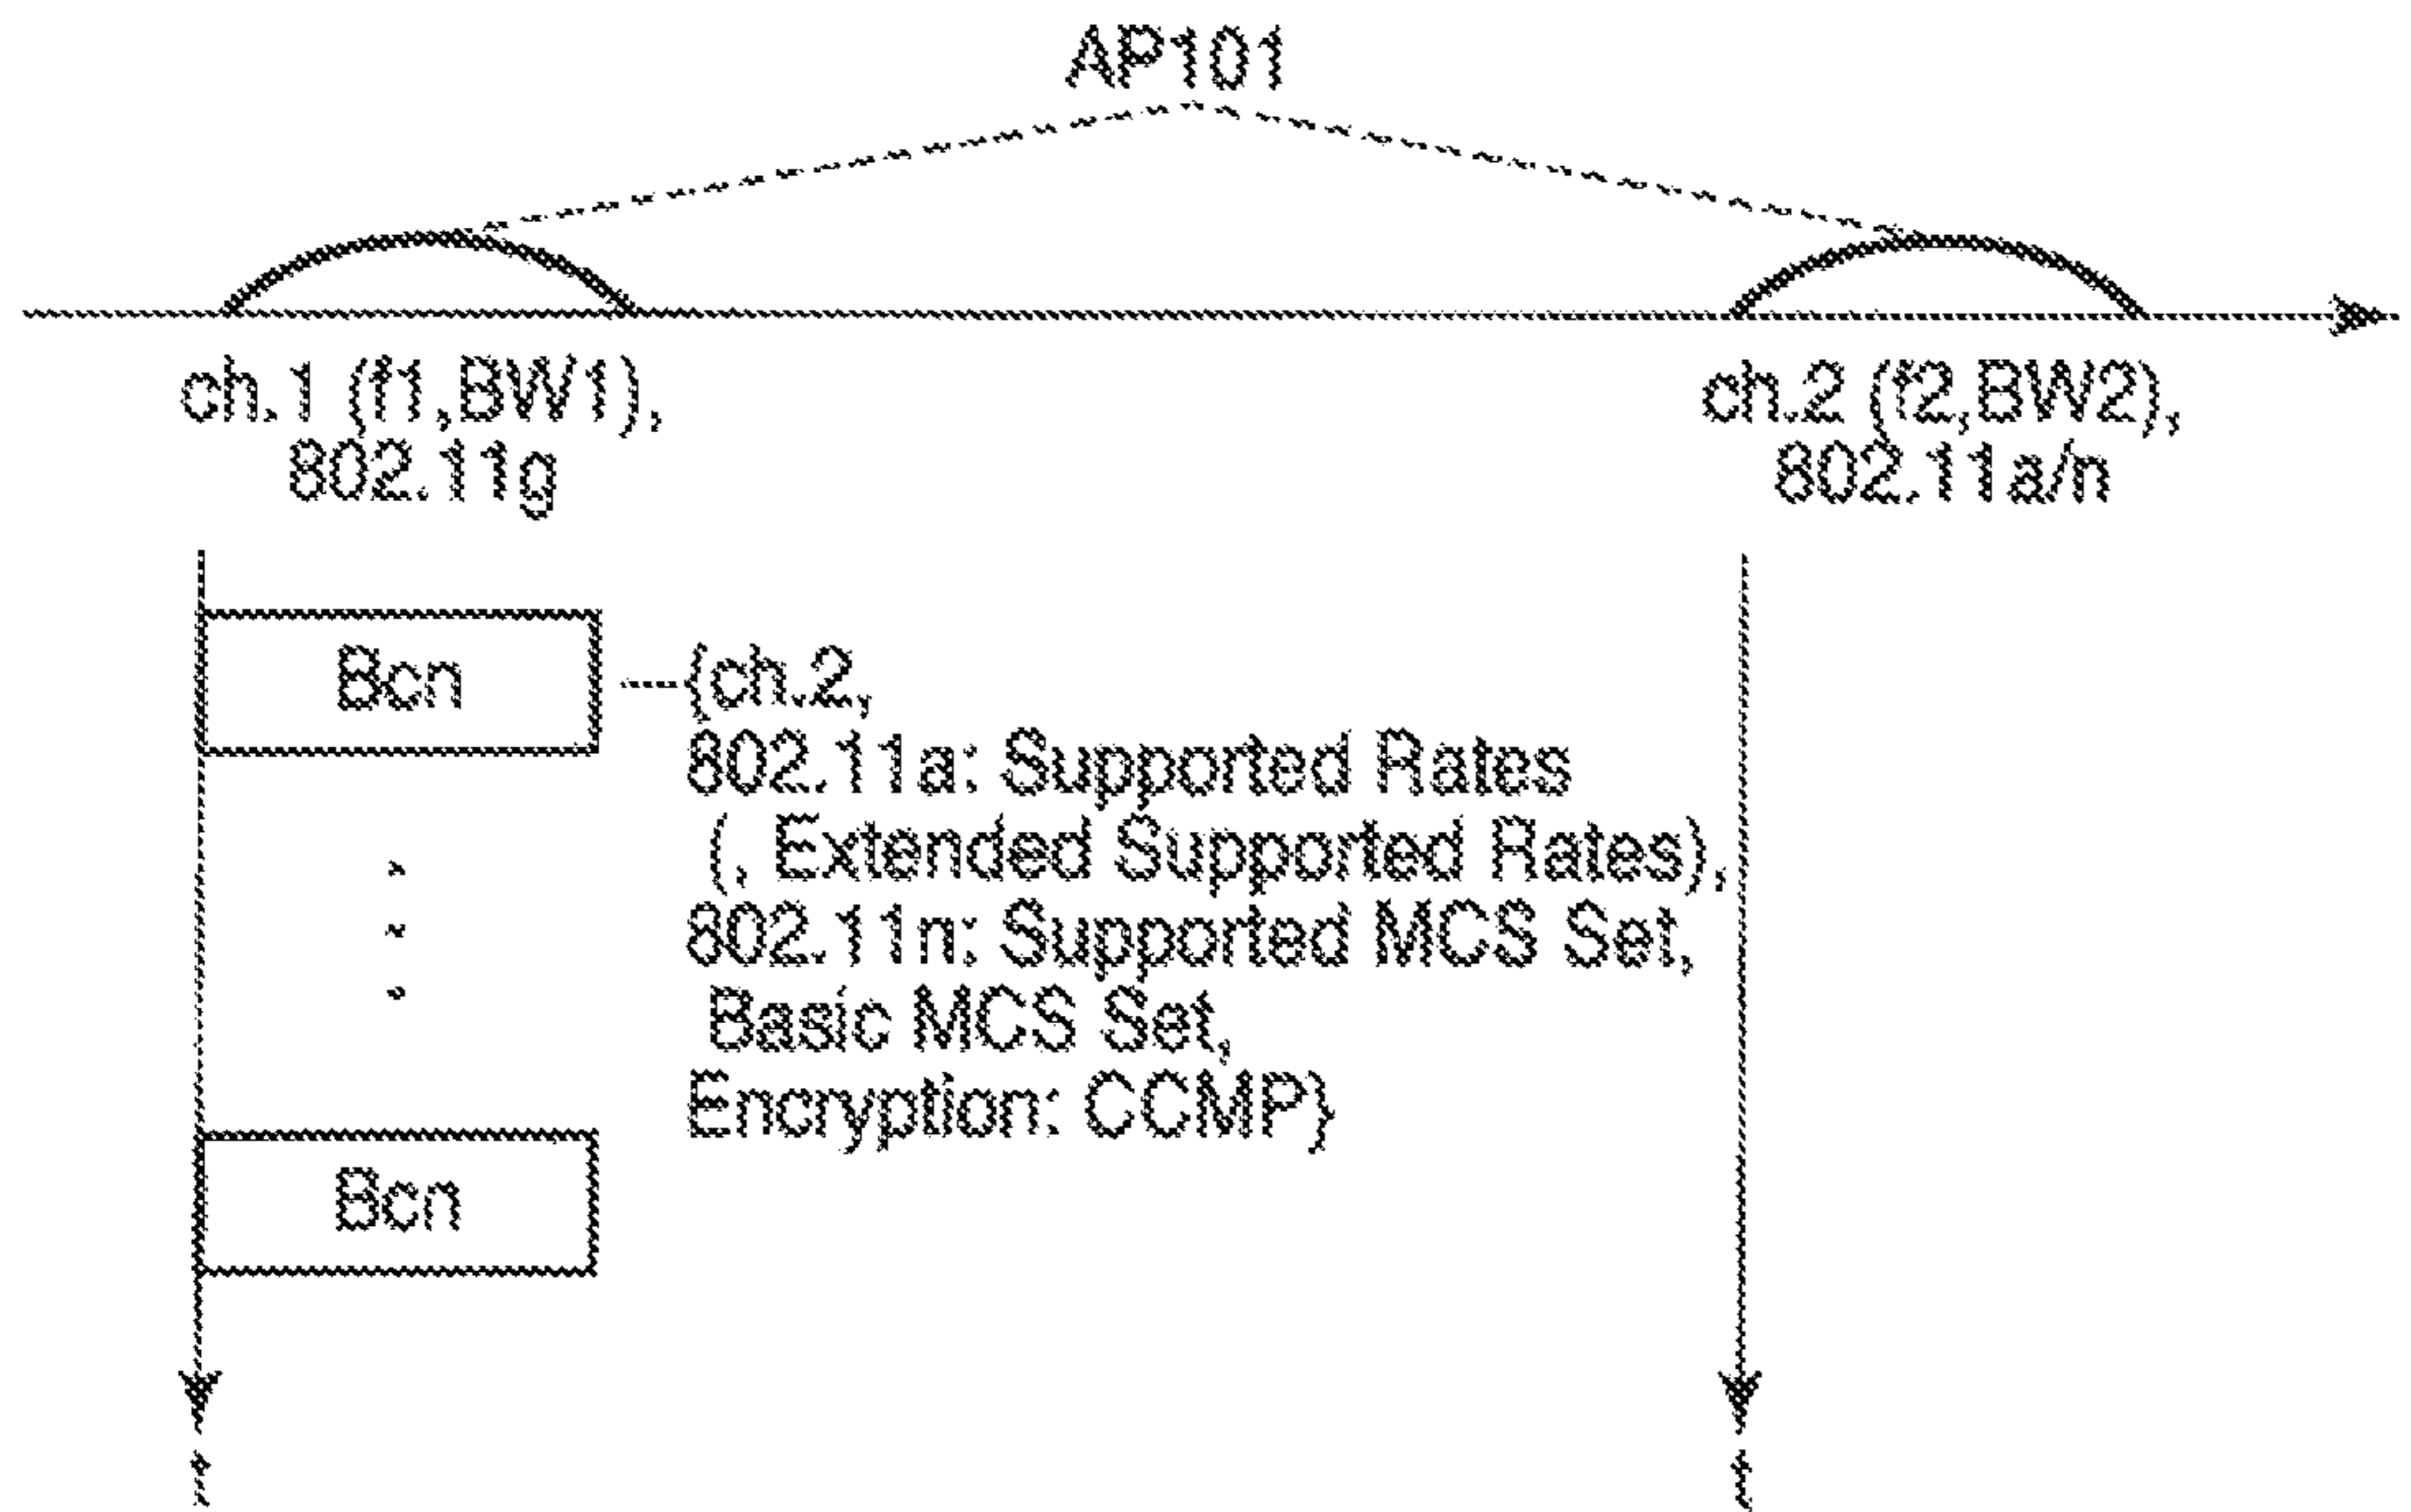 AP101
ch.1 (f1,BW1),
802.11g
ch.2 (f2,BW2),
802.11a/n
Bcn
{ch.2,
802.11a: Supported Rates
(, Extended Supported Rates),
802.11n: Supported MCS Set,
Basic MCS Set,
Encryption: CCMP}
Bcn
t
t